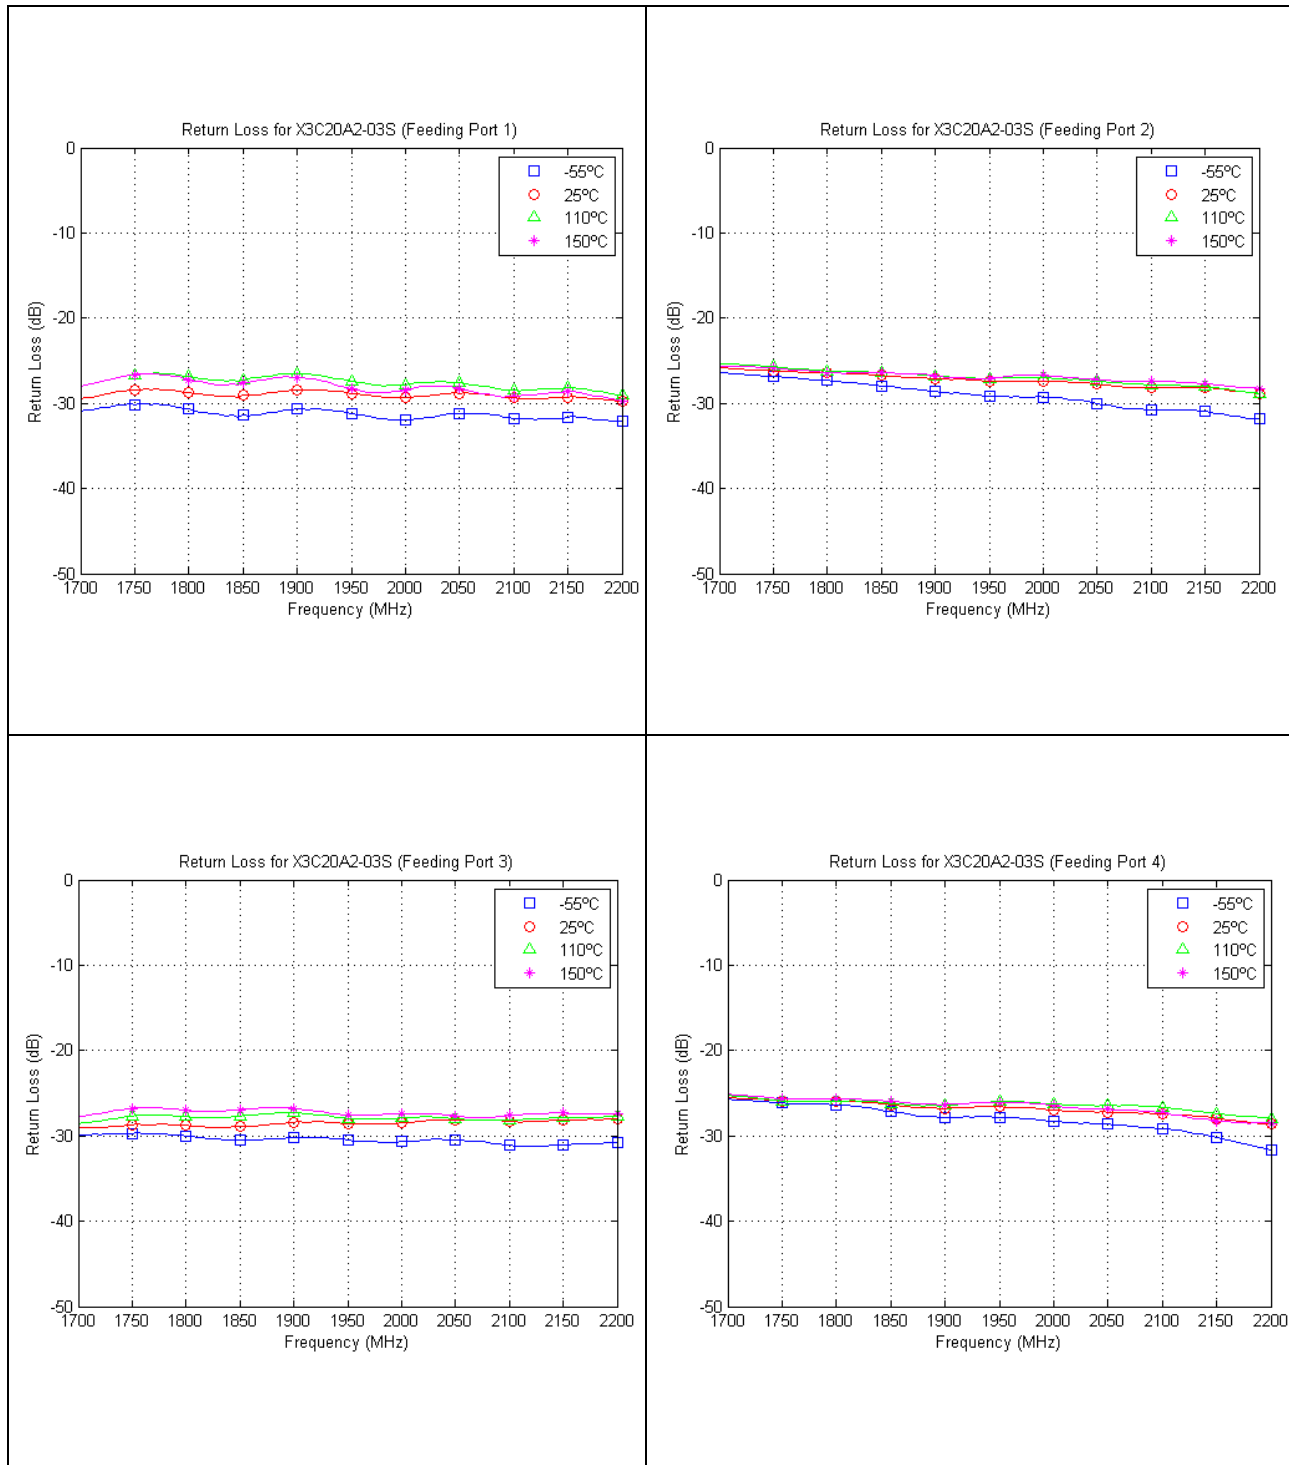 Return Loss for X3C20A2-03S (Feeding Port 1)
0
-10
-20
-30
-40
-50
Return Loss (dB)
-55ºC
25ºC
110ºC
150ºC
1700 1750 1800 1850 1900 1950 2000 2050 2100 2150 2200
Frequency (MHz)
Return Loss for X3C20A2-03S (Feeding Port 2)
0
-10
-20
-30
-40
-50
Return Loss (dB)
-55ºC
25ºC
110ºC
150ºC
1700 1750 1800 1850 1900 1950 2000 2050 2100 2150 2200
Frequency (MHz)
Return Loss for X3C20A2-03S (Feeding Port 3)
0
-10
-20
-30
-40
-50
Return Loss (dB)
-55ºC
25ºC
110ºC
150ºC
1700 1750 1800 1850 1900 1950 2000 2050 2100 2150 2200
Frequency (MHz)
Return Loss for X3C20A2-03S (Feeding Port 4)
0
-10
-20
-30
-40
-50
Return Loss (dB)
-55ºC
25ºC
110ºC
150ºC
1700 1750 1800 1850 1900 1950 2000 2050 2100 2150 2200
Frequency (MHz)